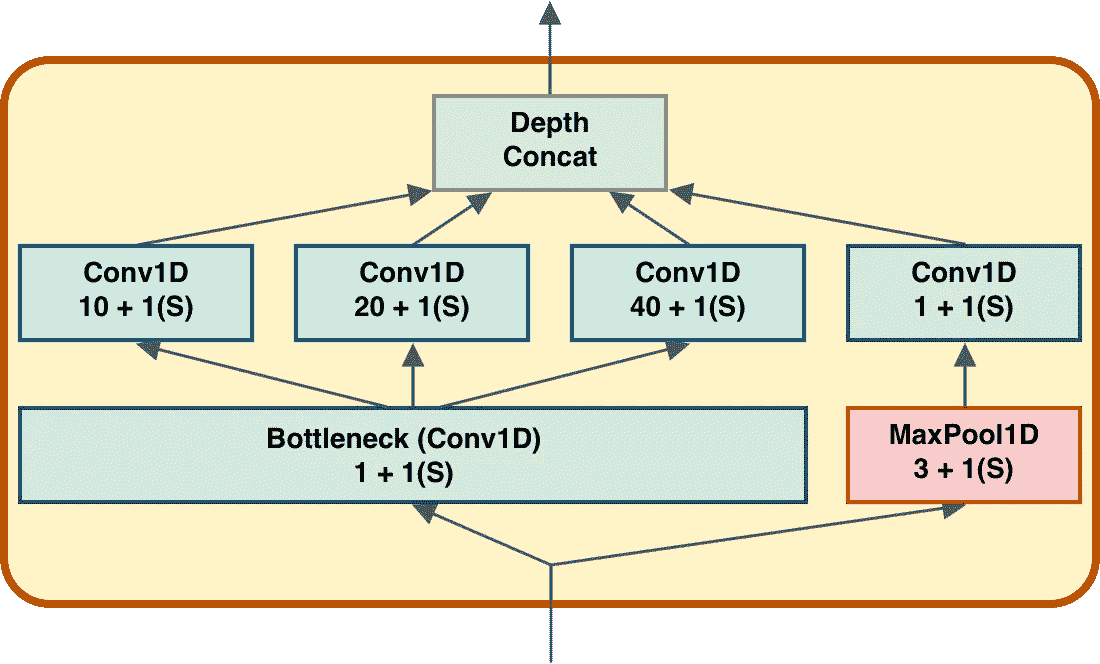 Depth
Concat
Conv1D
10 + 1(S)
Conv1D
20 + 1(S)
Conv1D
40 + 1(S)
Conv1D
1 + 1(S)
Bottleneck (Conv1D)
1 + 1(S)
MaxPool1D
3 + 1(S)